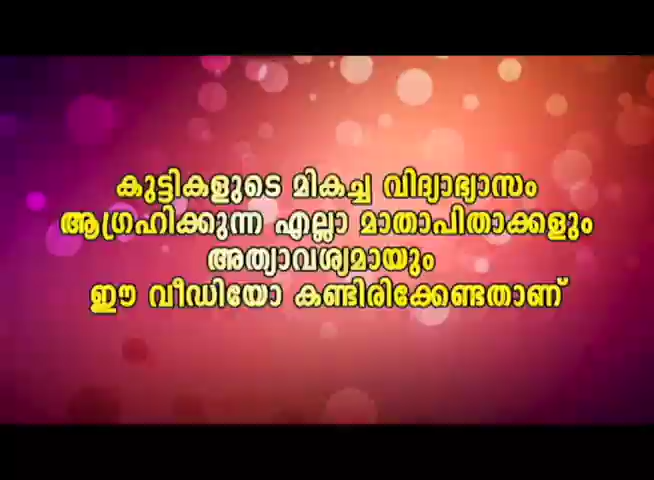 കുട്ടികളുടെ മികച്ച വിദ്യാഭ്യാസം
ആഗ്രഹിക്കുന്ന എല്ലാ മാതാപിതാക്കളും
അത്യാവശ്യമായും
ഈ വീഡിയോ കണ്ടിരിക്കേണ്ടതാണ്